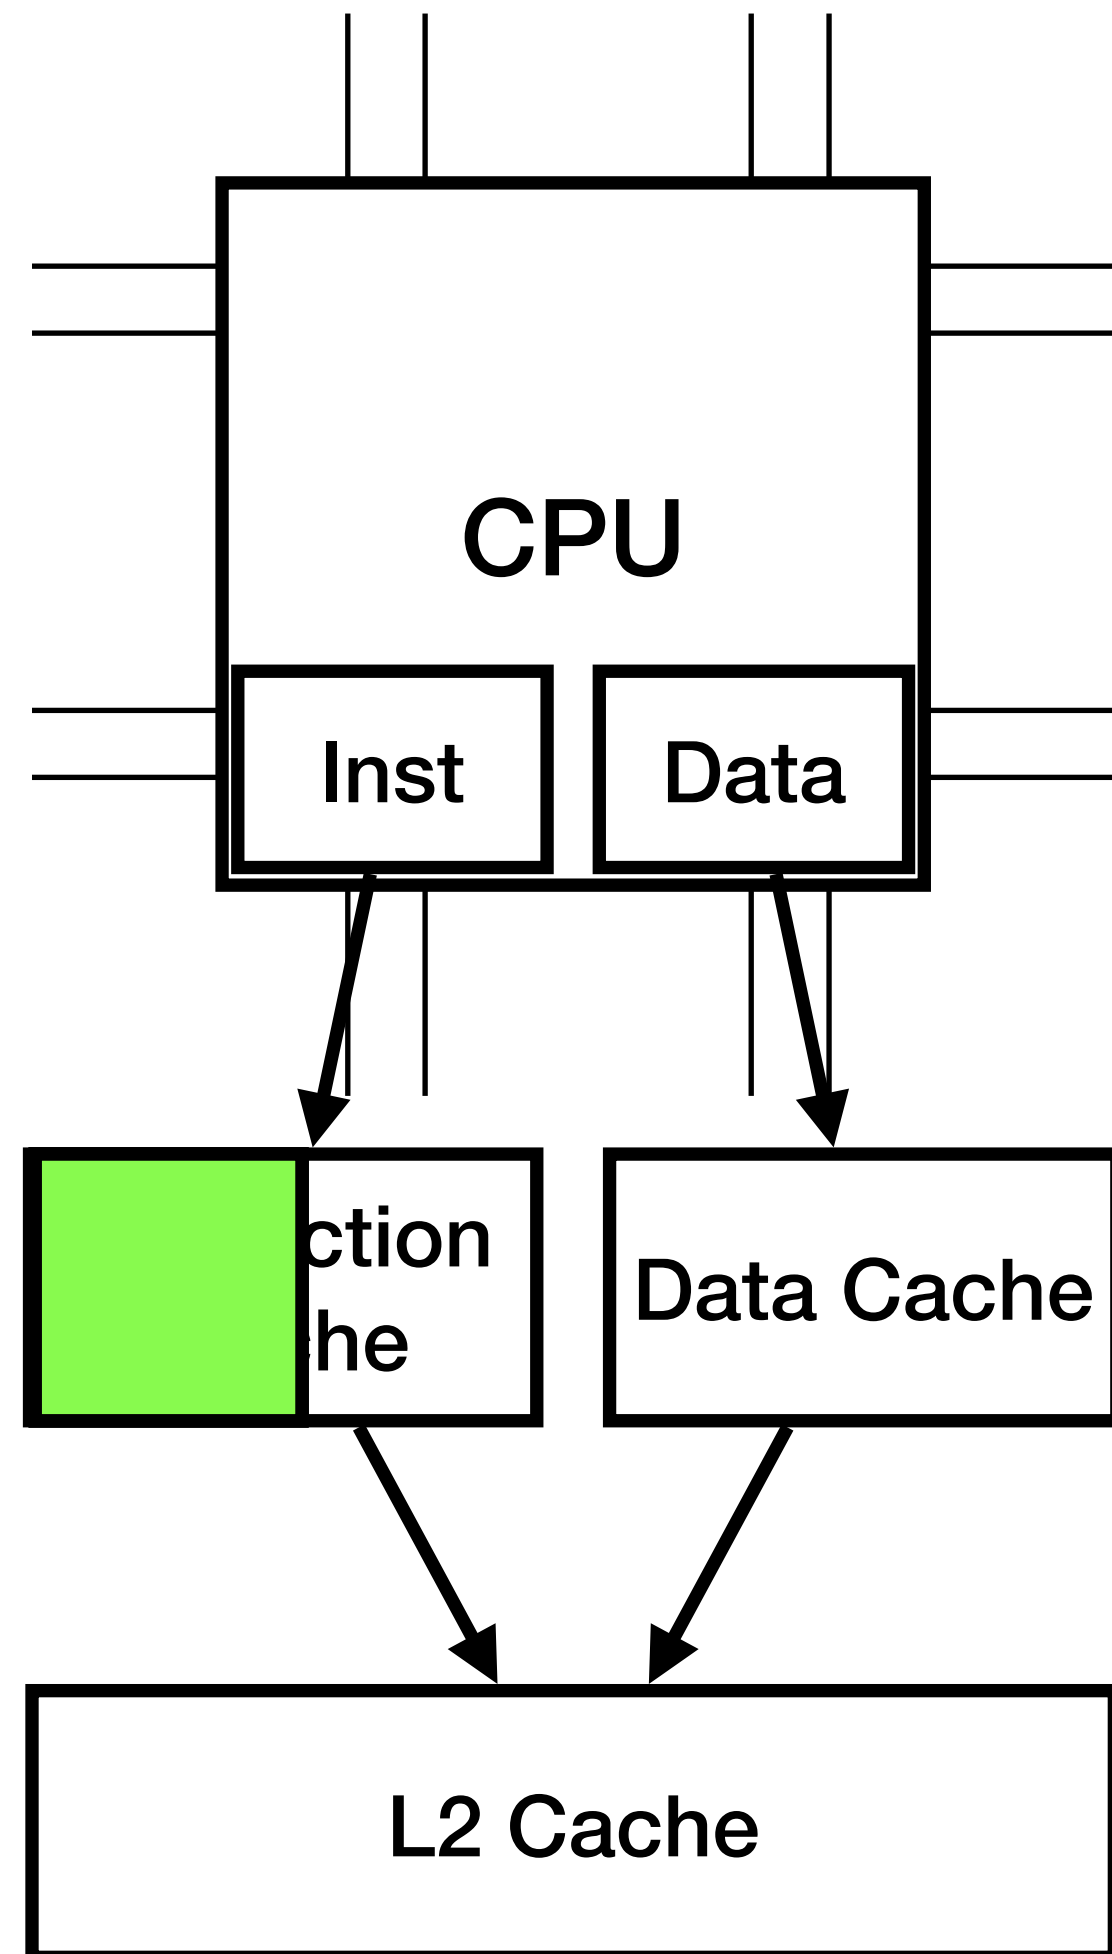 CPU
Inst
Data
ction
he
Data Cache
L2 Cache